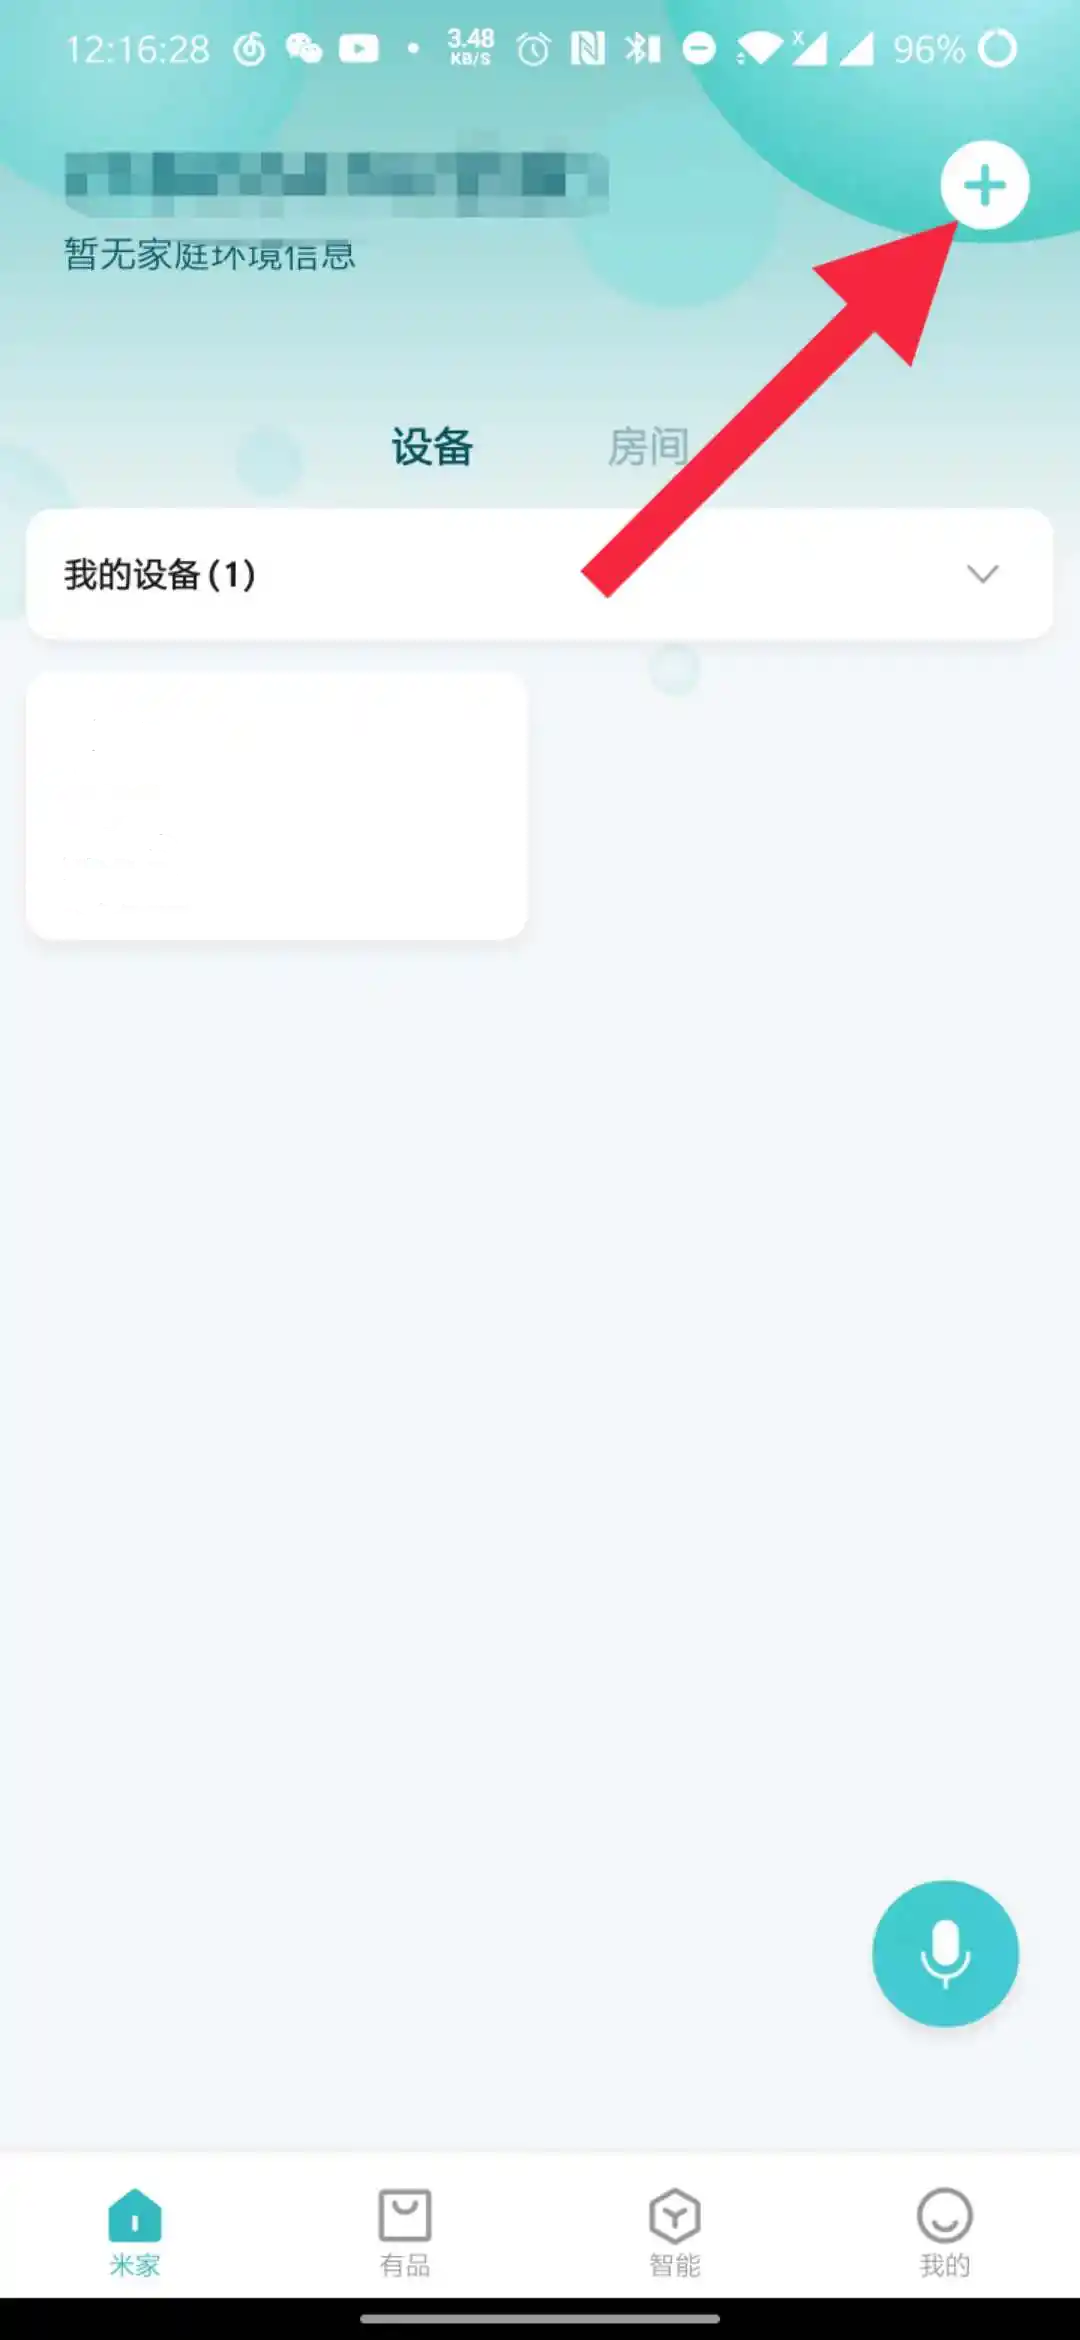 12:16:28 3.48 KB/S 96%
暂无家庭环境信息
设备 房间
我的设备(1)
米家 有品 智能 我的